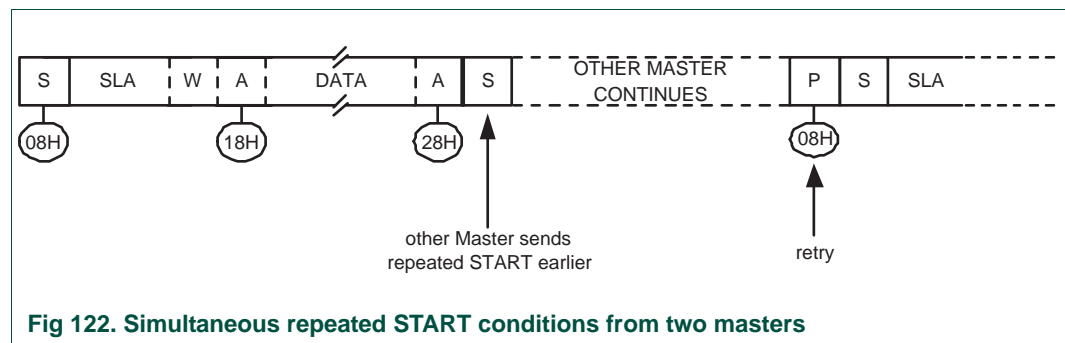 S SLA W A DATA A S OTHER MASTER
CONTINUES P S SLA
08H 18H 28H 08H
other Master sends
repeated START earlier
retry
Fig 122. Simultaneous repeated START conditions from two masters